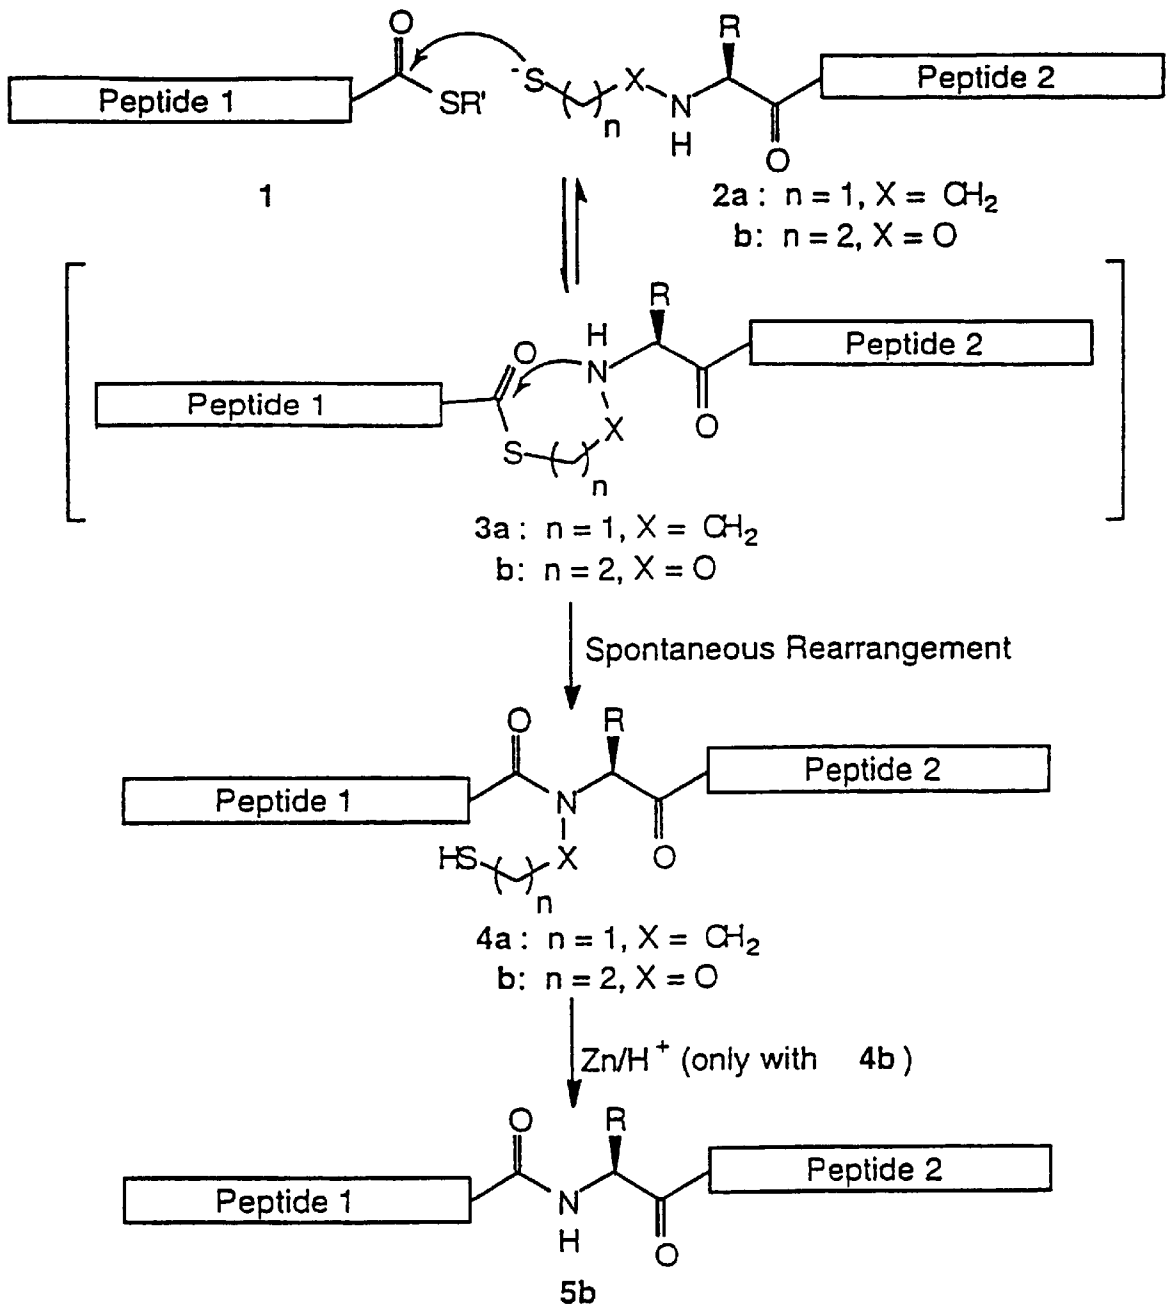 O R
Peptide 1 SR' -S ( ) n X N H O Peptide 2
1 2a : n = 1, X = CH2
b: n = 2, X = O
R
O H N O Peptide 2
Peptide 1 S ( ) n X
3a : n = 1, X = CH2
b: n = 2, X = O
Spontaneous Rearrangement
O R
Peptide 1 N O Peptide 2
HS ( ) n X
4a : n = 1, X = CH2
b: n = 2, X = O
Zn/H+ (only with 4b )
O R
Peptide 1 N H O Peptide 2
5b